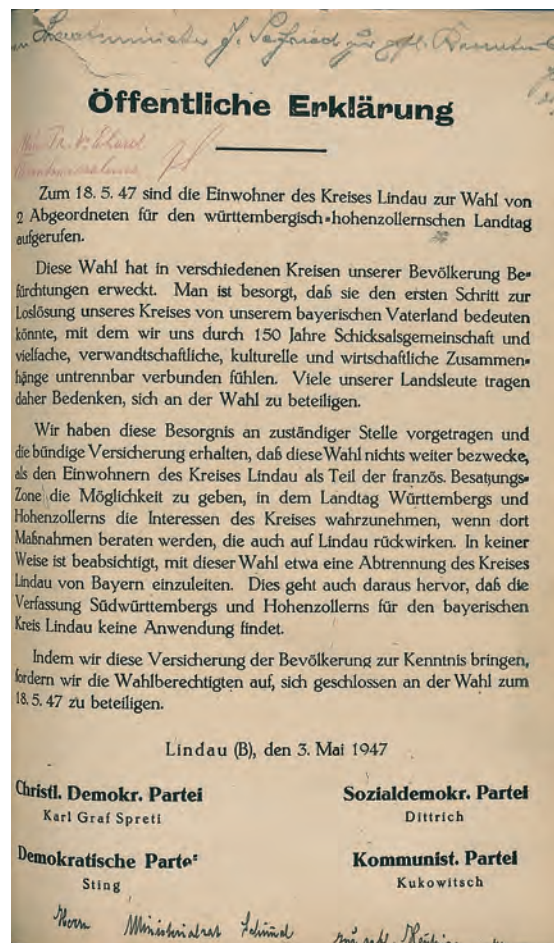 Staatsminister J. Seifried zur gefl.
Öffentliche Erklärung
Zum 18. 5. 47 sind die Einwohner des Kreises Lindau zur Wahl von
2 Abgeordneten für den württembergisch-hohenzollernschen Landtag
aufgerufen.
Diese Wahl hat in verschiedenen Kreisen unserer Bevölkerung Be-
fürchtungen erweckt. Man ist besorgt, daß sie den ersten Schritt zur
Loslösung unseres Kreises von unserem bayerischen Vaterland bedeuten
könnte, mit dem wir uns durch 150 Jahre Schicksalsgemeinschaft und
vielfache, verwandtschaftliche, kulturelle und wirtschaftliche Zusammen-
hänge untrennbar verbunden fühlen. Viele unserer Landsleute tragen
daher Bedenken, sich an der Wahl zu beteiligen.
Wir haben diese Besorgnis an zuständiger Stelle vorgetragen und
die bündige Versicherung erhalten, daß diese Wahl nichts weiter bezwecke,
als den Einwohnern des Kreises Lindau als Teil der französ. Besatzungs-
Zone die Möglichkeit zu geben, in dem Landtag Württembergs und
Hohenzollerns die Interessen des Kreises wahrzunehmen, wenn dort
Maßnahmen beraten werden, die auch auf Lindau rückwirken. In keiner
Weise ist beabsichtigt, mit dieser Wahl etwa eine Abtrennung des Kreises
Lindau von Bayern einzuleiten. Dies geht auch daraus hervor, daß die
Verfassung Südwürttembergs und Hohenzollerns für den bayerischen
Kreis Lindau keine Anwendung findet.
Indem wir diese Versicherung der Bevölkerung zur Kenntnis bringen,
fordern wir die Wahlberechtigten auf, sich geschlossen an der Wahl zum
18. 5. 47 zu beteiligen.
Lindau (B), den 3. Mai 1947
Christl. Demokr. Partei
Karl Graf Spreti
Sozialdemokr. Partei
Dittrich
Demokratische Partei
Sting
Kommunist. Partei
Kukowitsch
Herrn Ministerialrat Schmid